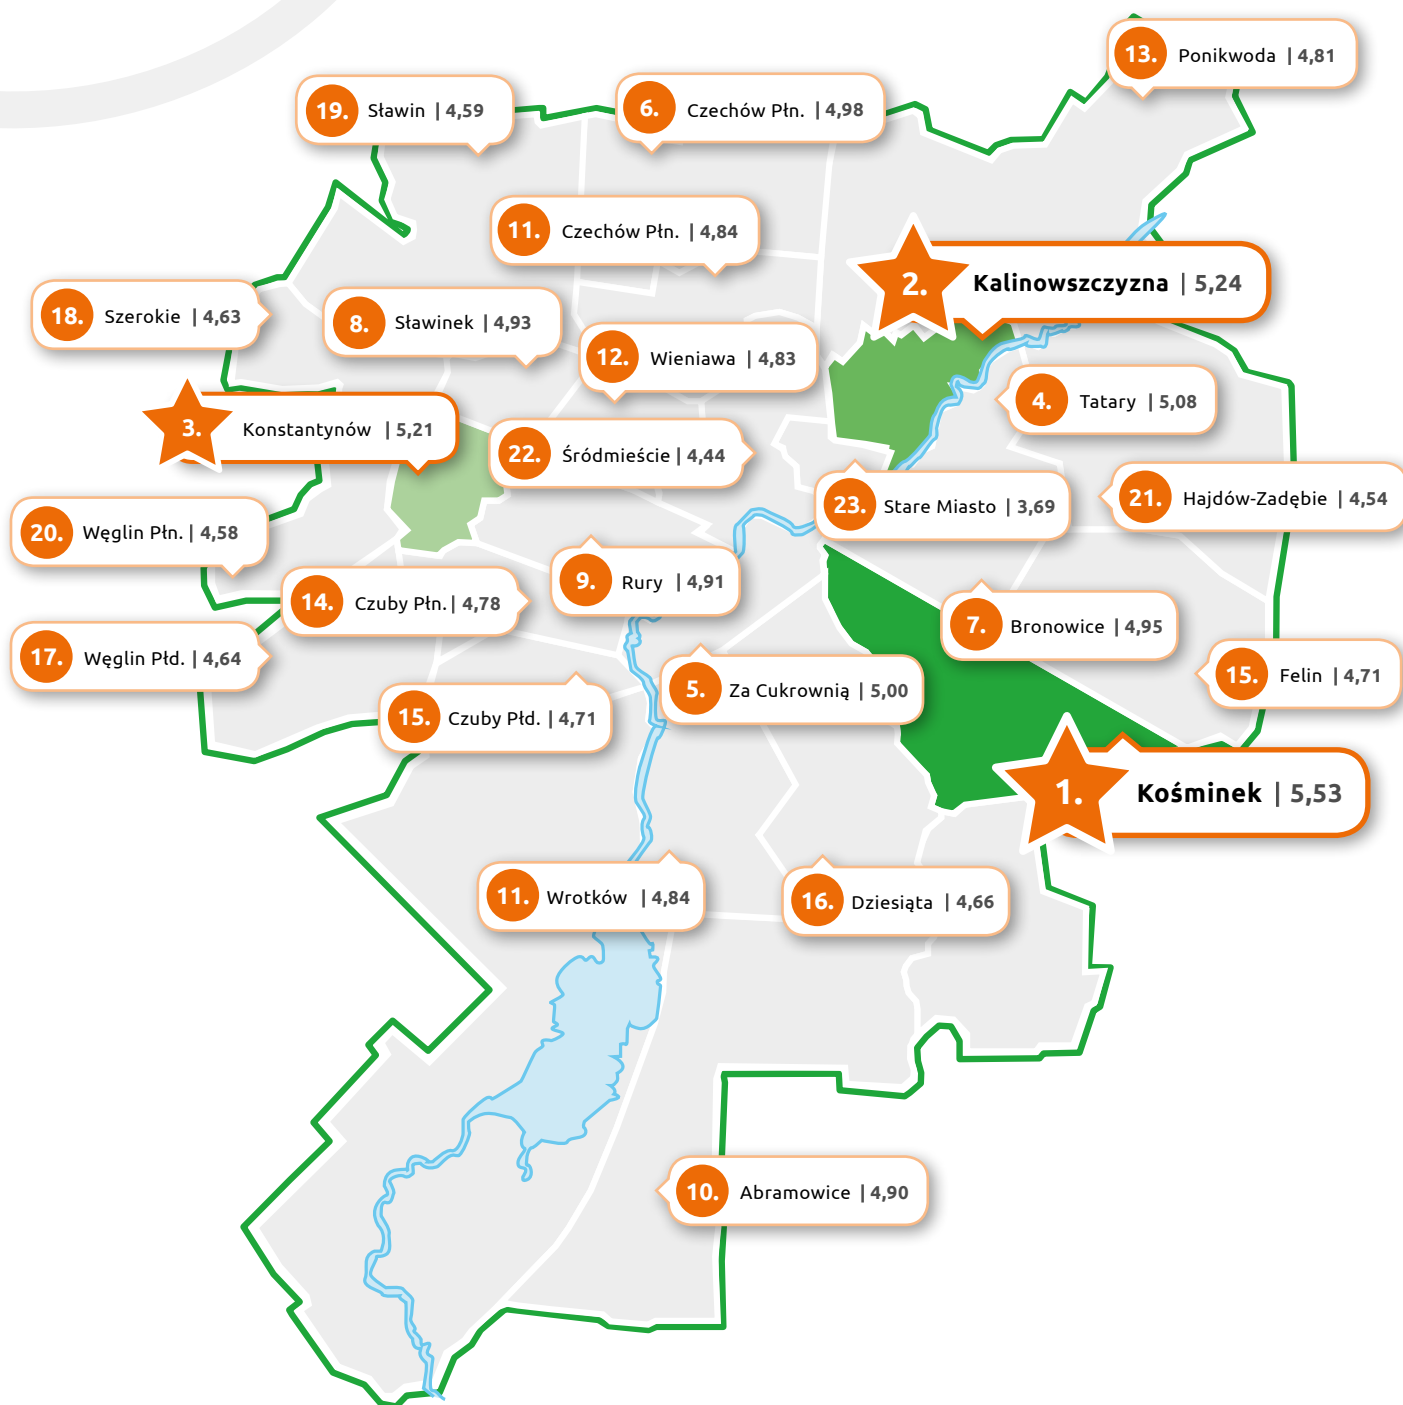 13. Ponikwoda | 4,81
19. Sławin | 4,59
6. Czechów Płn. | 4,98
11. Czechów Płn. | 4,84
2. Kalinowszczyzna | 5,24
18. Szerokie | 4,63
8. Sławinek | 4,93
12. Wieniawa | 4,83
4. Tatary | 5,08
3. Konstantynów | 5,21
22. Śródmieście | 4,44
21. Hajdów-Zadębie | 4,54
23. Stare Miasto | 3,69
20. Węglin Płn. | 4,58
9. Rury | 4,91
14. Czuby Płn. | 4,78
7. Bronowice | 4,95
17. Węglin Płd. | 4,64
15. Felin | 4,71
5. Za Cukrownią | 5,00
15. Czuby Płd. | 4,71
1. Kośminek | 5,53
11. Wrotków | 4,84
16. Dziesiąta | 4,66
10. Abramowice | 4,90